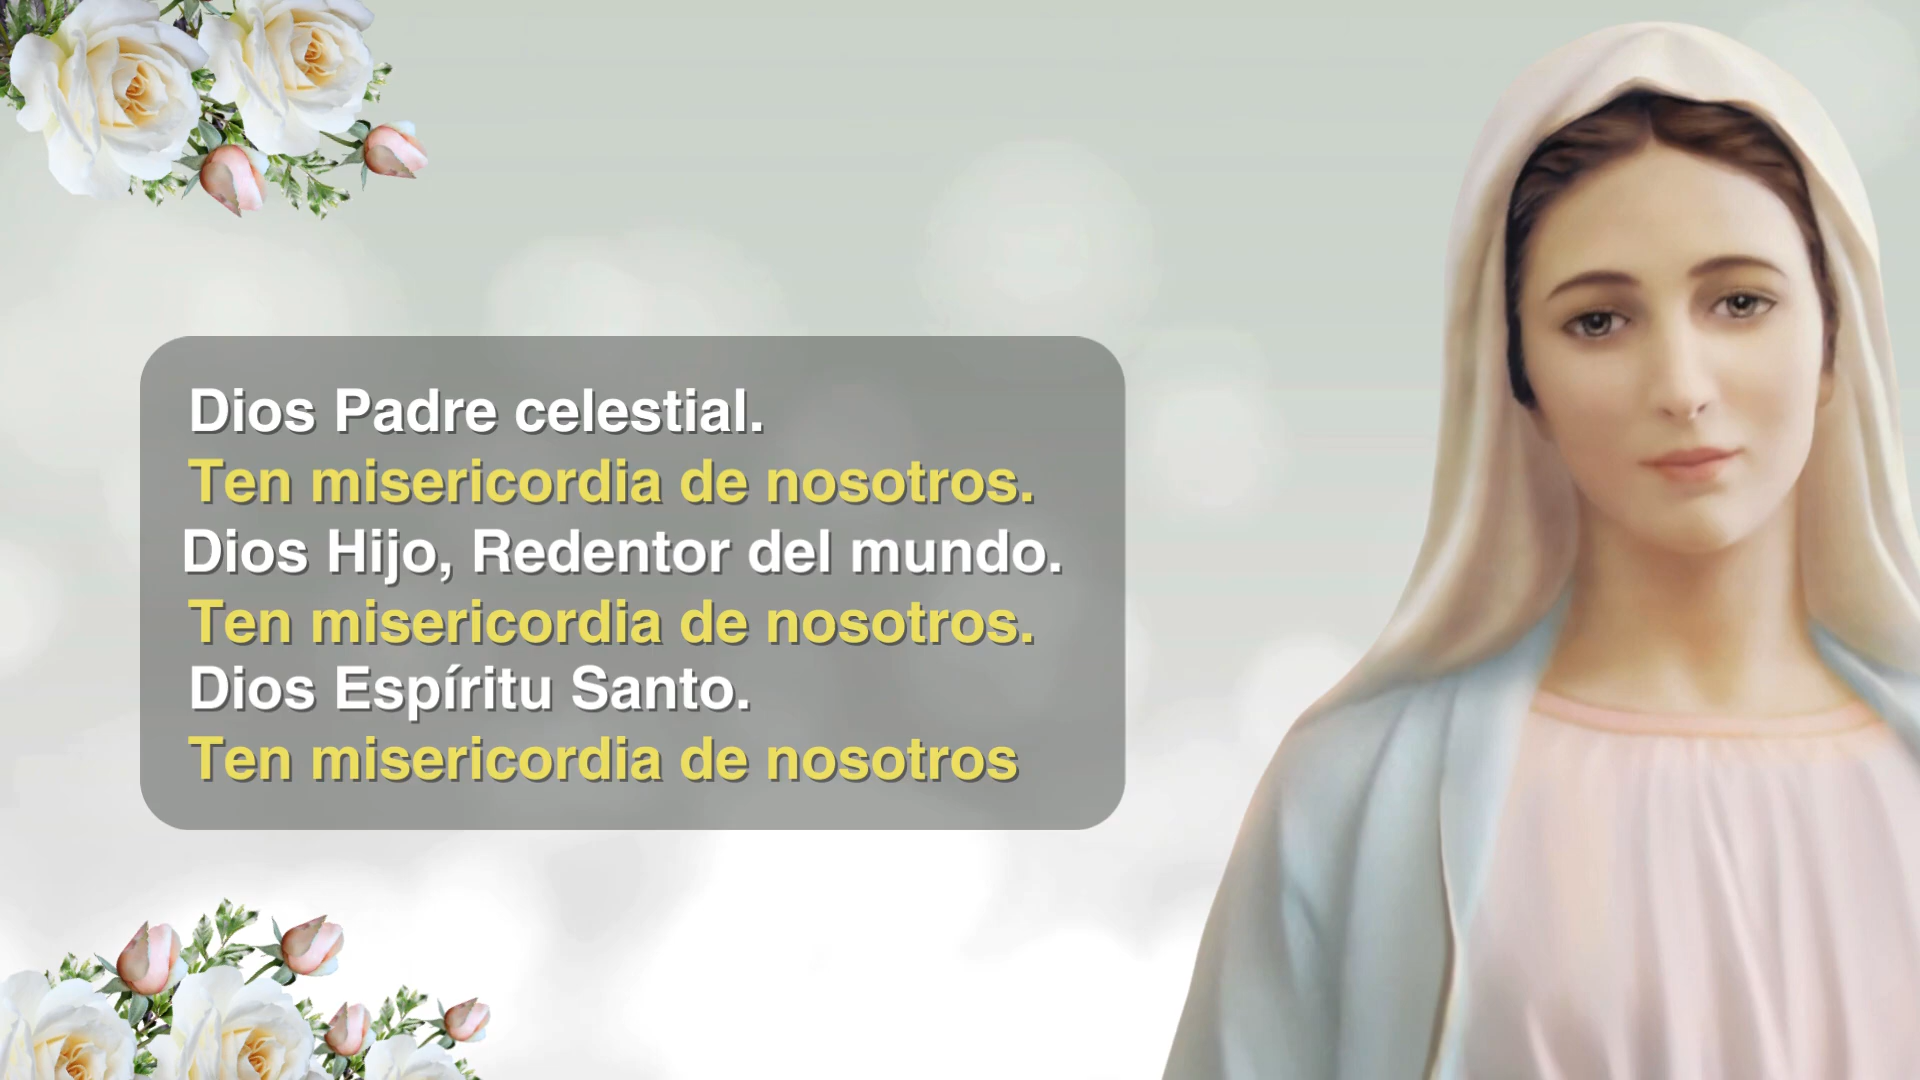 Dios Padre celestial.
Ten misericordia de nosotros.
Dios Hijo, Redentor del mundo.
Ten misericordia de nosotros.
Dios Espíritu Santo.
Ten misericordia de nosotros